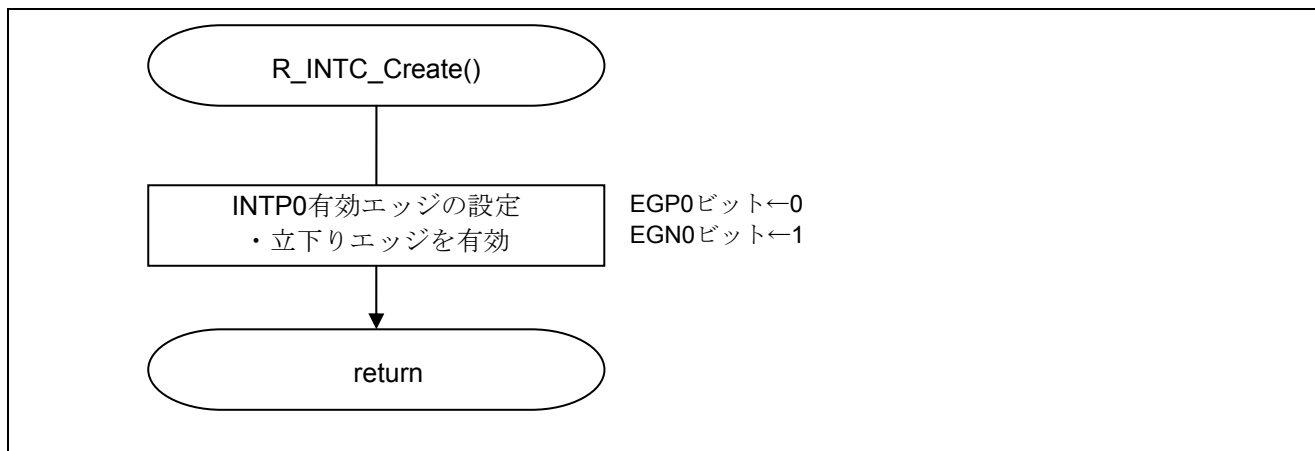 R_INTC_Create()
INTP0有効エッジの設定
・立下りエッジを有効
EGP0ビット←0
EGN0ビット←1
return